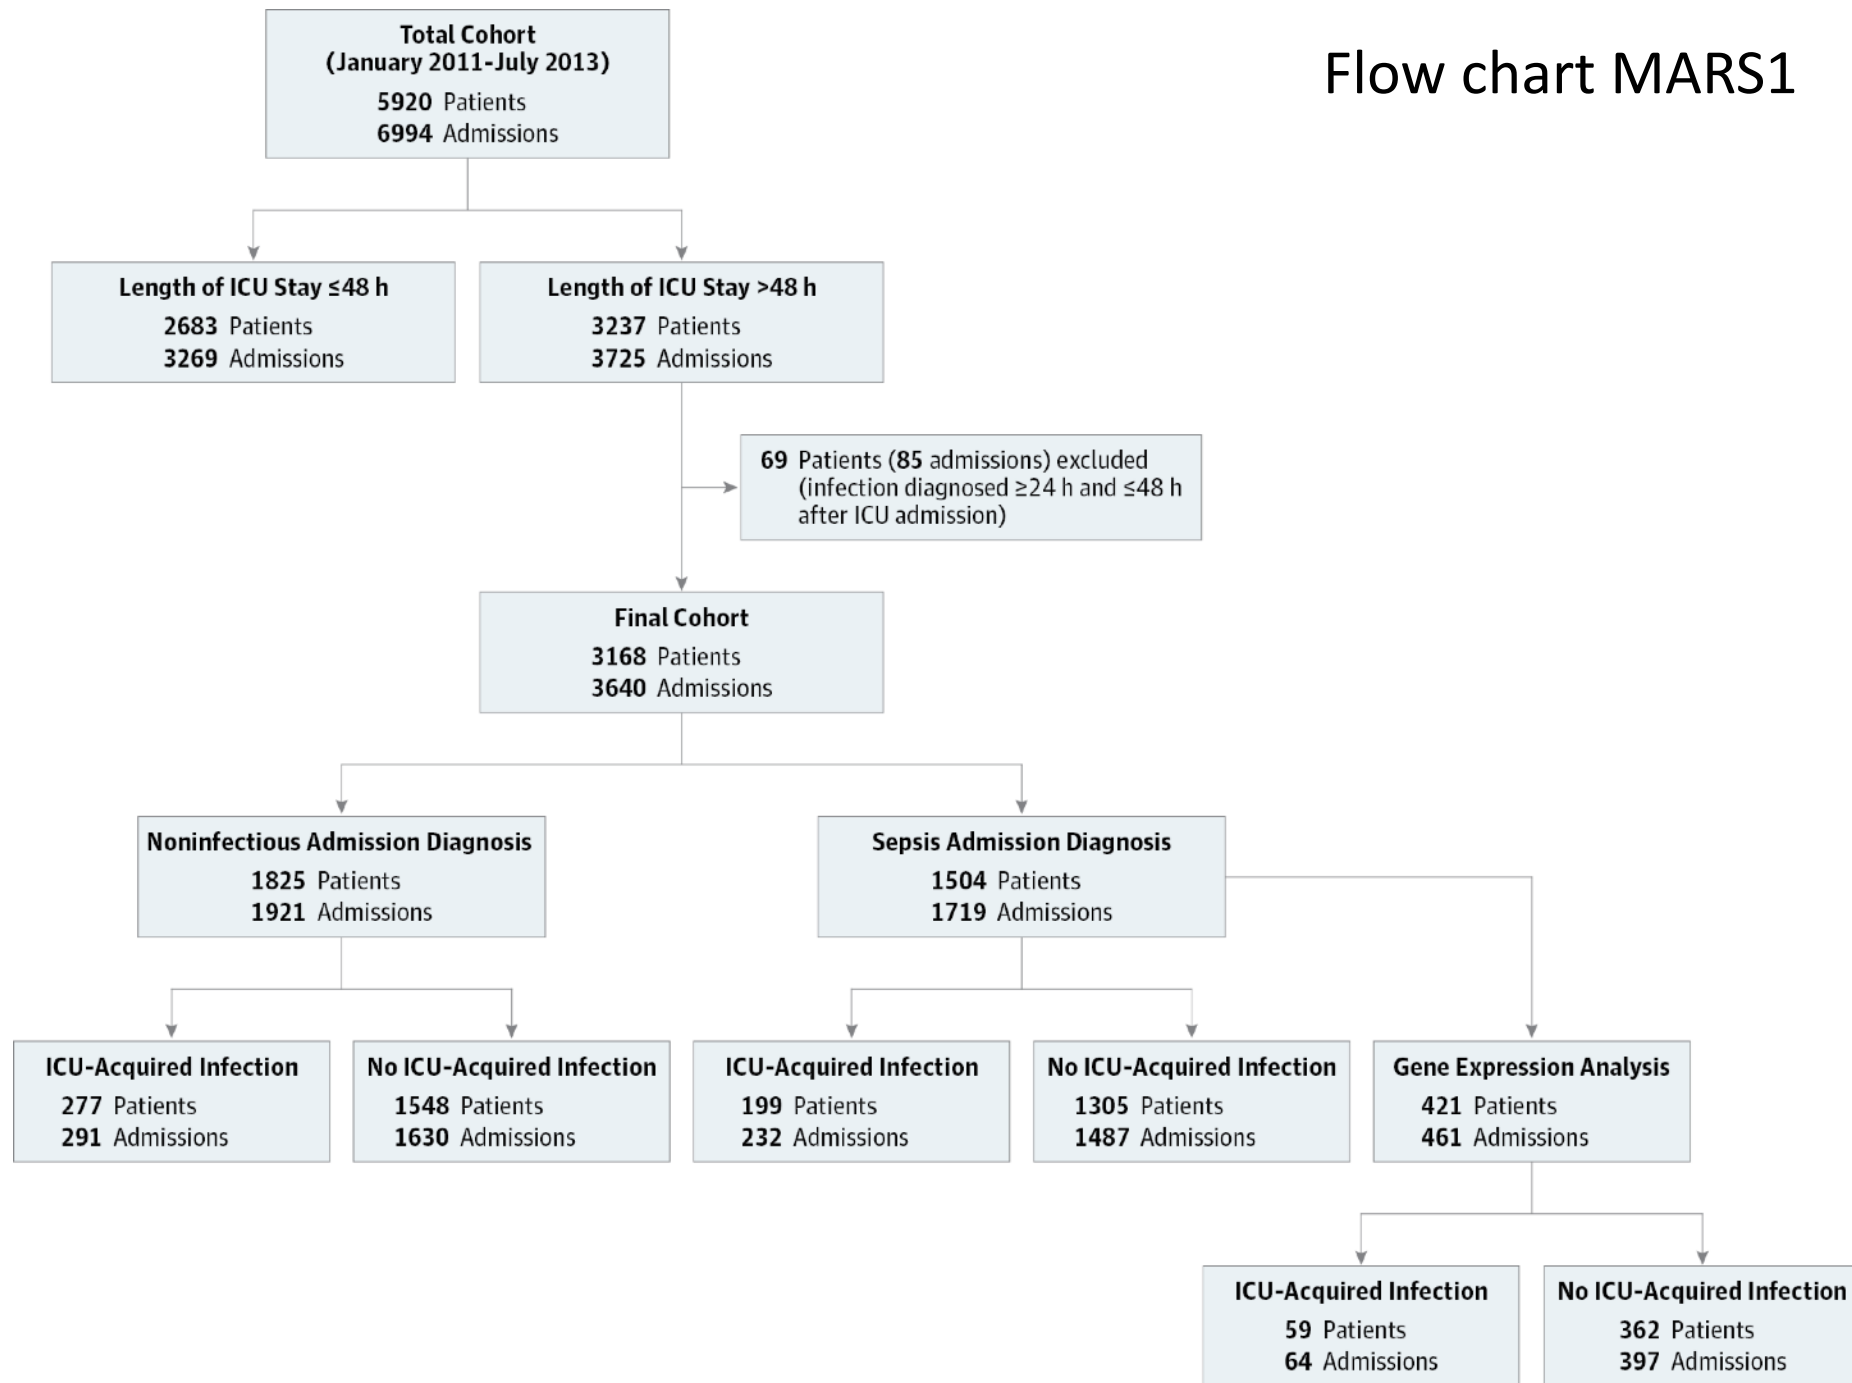 Flow chart MARS1
Total Cohort
(January 2011-July 2013)
5920 Patients
6994 Admissions
Length of ICU Stay ≤48 h
2683 Patients
3269 Admissions
Length of ICU Stay >48 h
3237 Patients
3725 Admissions
69 Patients (85 admissions) excluded
(infection diagnosed ≥24 h and ≤48 h
after ICU admission)
Final Cohort
3168 Patients
3640 Admissions
Noninfectious Admission Diagnosis
1825 Patients
1921 Admissions
Sepsis Admission Diagnosis
1504 Patients
1719 Admissions
ICU-Acquired Infection
277 Patients
291 Admissions
No ICU-Acquired Infection
1548 Patients
1630 Admissions
ICU-Acquired Infection
199 Patients
232 Admissions
No ICU-Acquired Infection
1305 Patients
1487 Admissions
Gene Expression Analysis
421 Patients
461 Admissions
ICU-Acquired Infection
59 Patients
64 Admissions
No ICU-Acquired Infection
362 Patients
397 Admissions